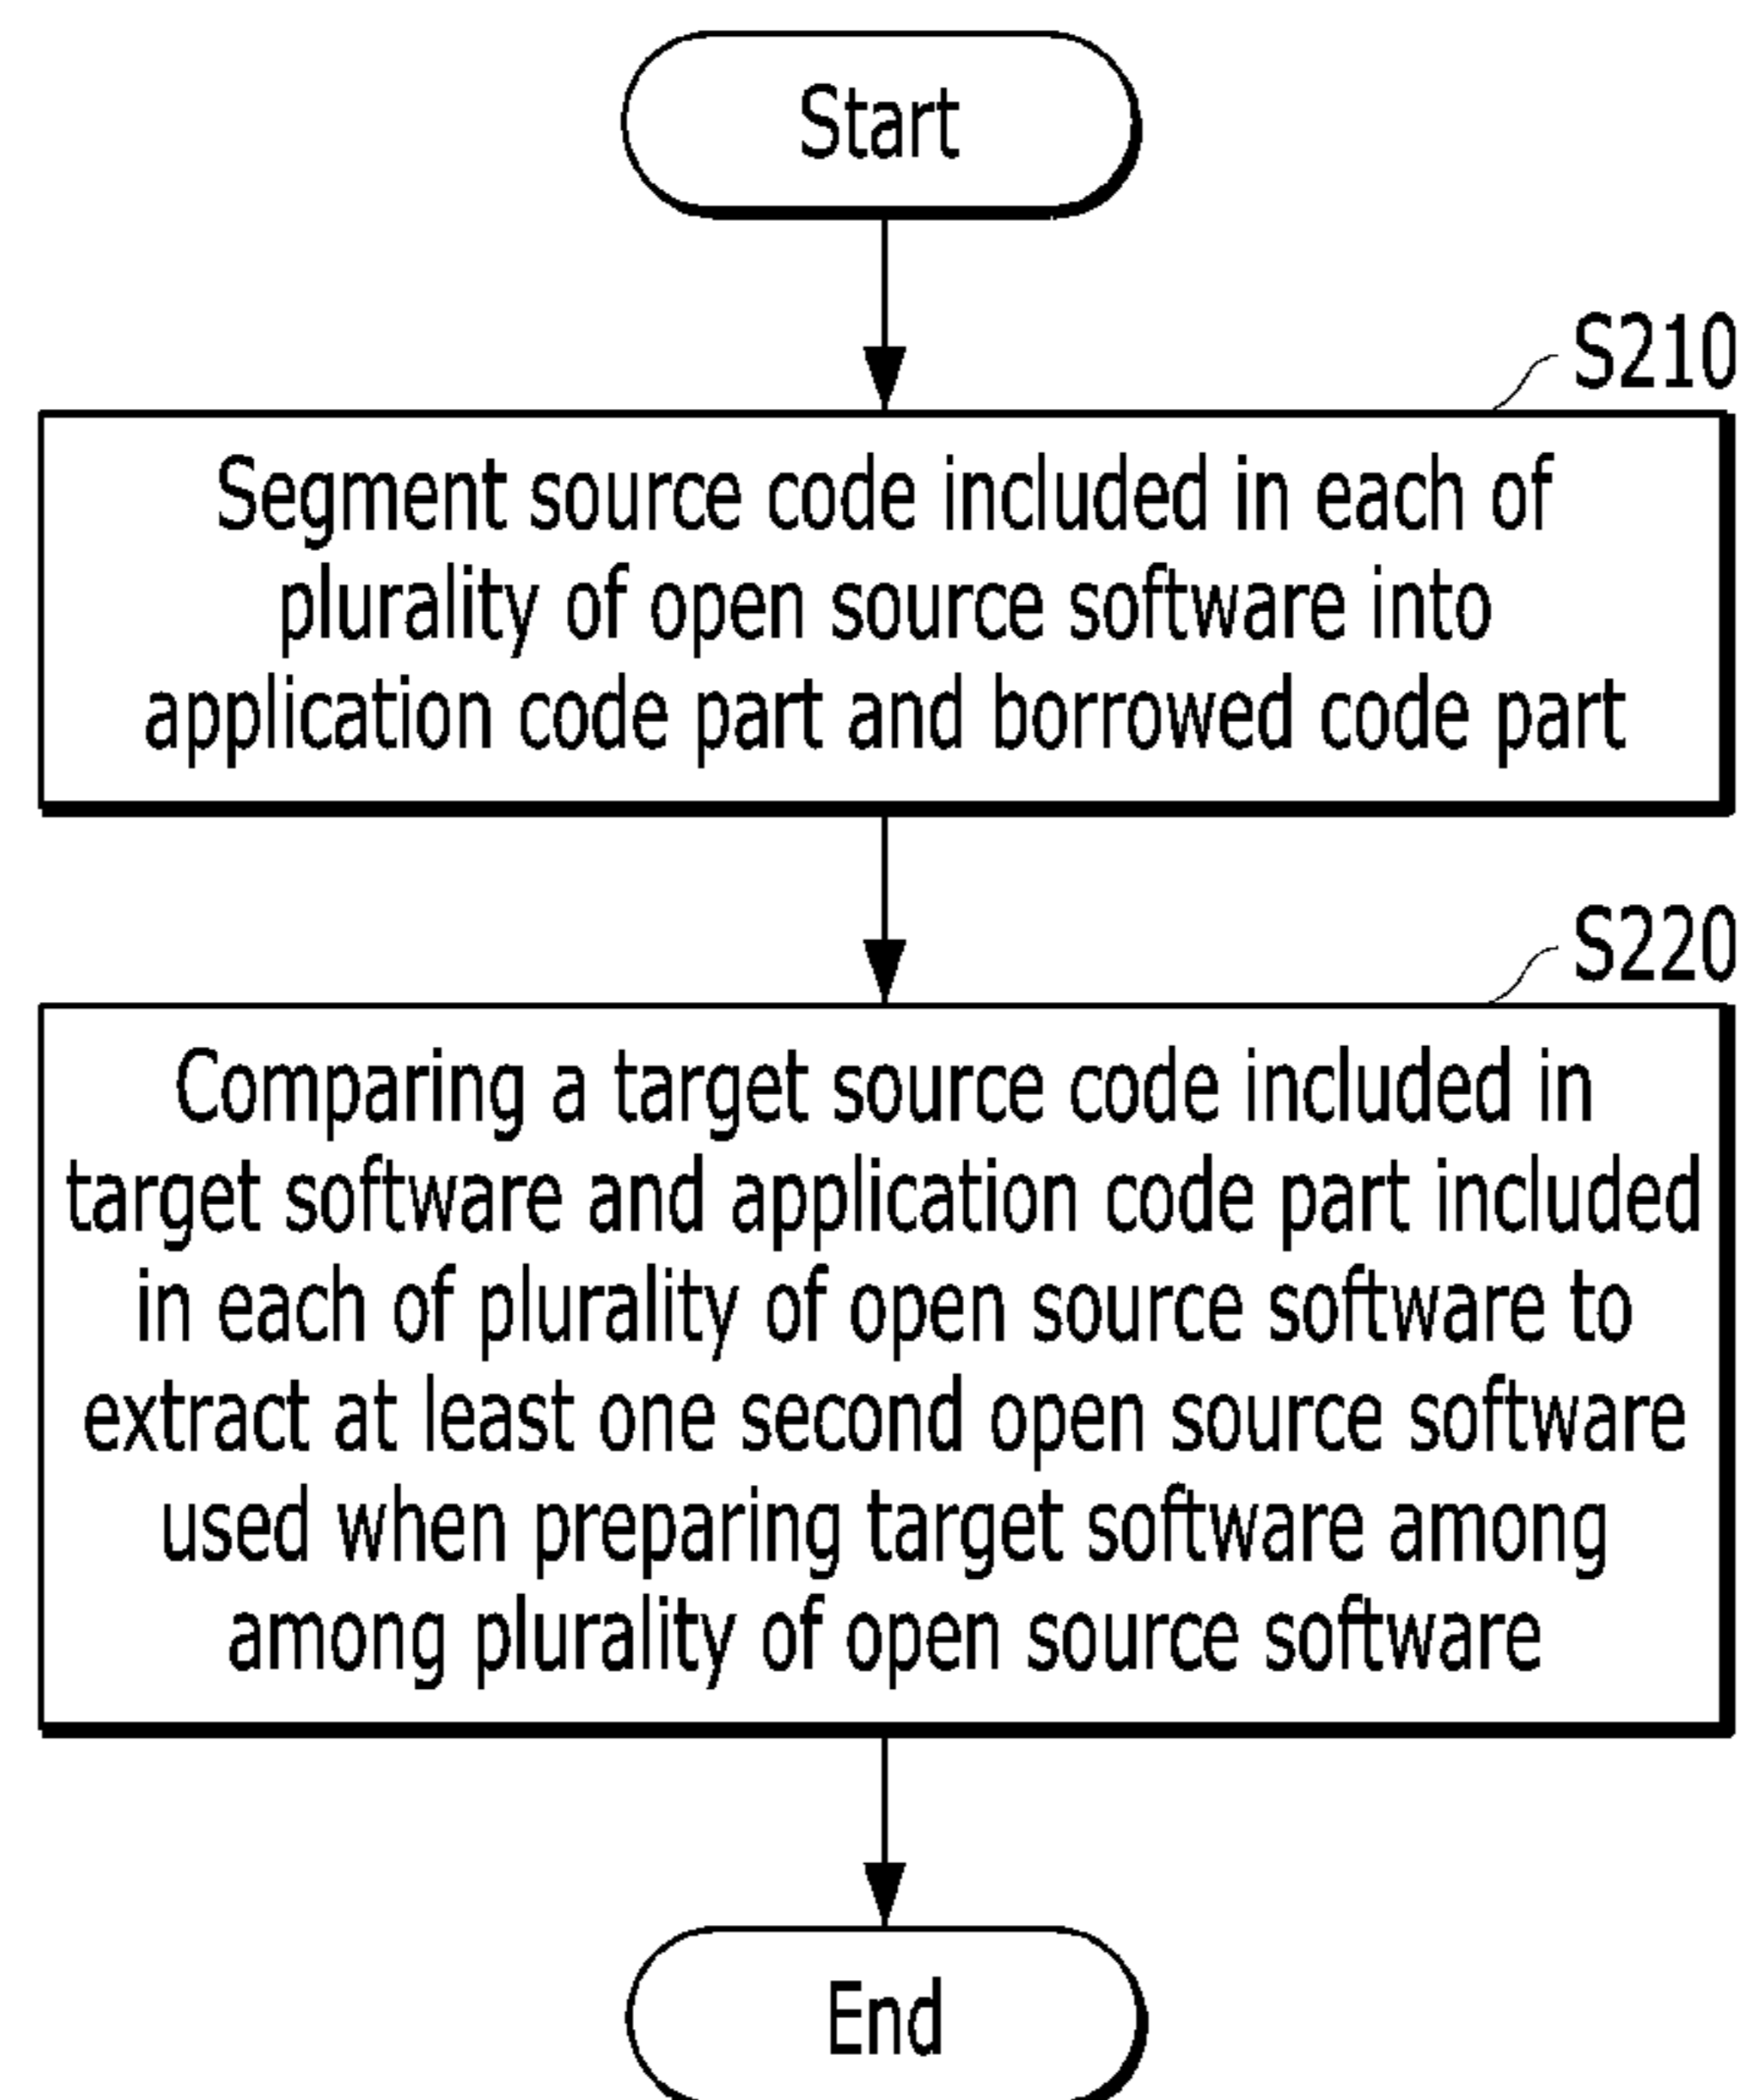 Start
S210
Segment source code included in each of
plurality of open source software into
application code part and borrowed code part
S220
Comparing a target source code included in
target software and application code part included
in each of plurality of open source software to
extract at least one second open source software
used when preparing target software among
among plurality of open source software
End